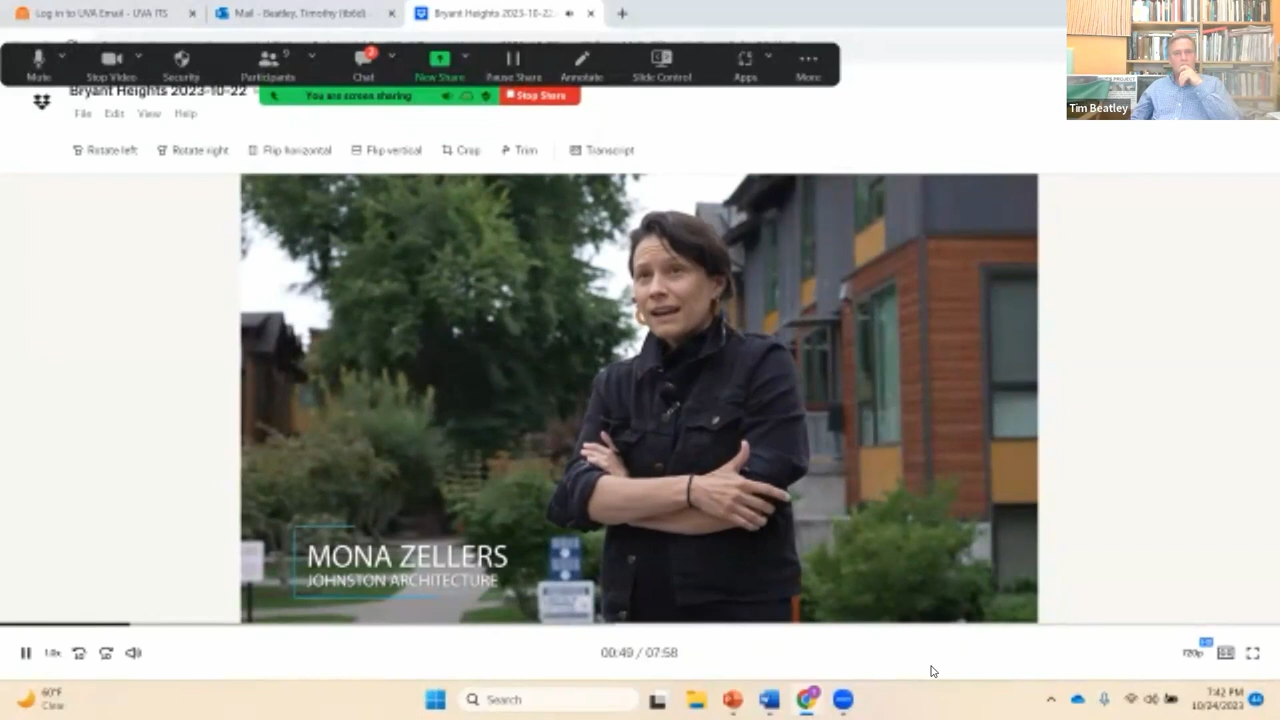 Log in to UVA Email - UVA ITS
Mail - Beatley, Timothy (tb6d) -
Bryant Heights 2023-10-22
Mute
Stop Video
Security
9
Participants
Chat
New Share
Pause Share
Annotate
Slide Control
Apps
More
Bryant Heights 2023-10-22
You are screen sharing
Stop Share
File Edit View Help
Rotate left
Rotate right
Flip horizontal
Flip vertical
Crop
Trim
Transcript
Tim Beatley
MONA ZELLERS
JOHNSTON ARCHITECTURE
1.0x
00:49 / 07:58
720p
60°F
Clear
Search
7:42 PM
10/24/2023